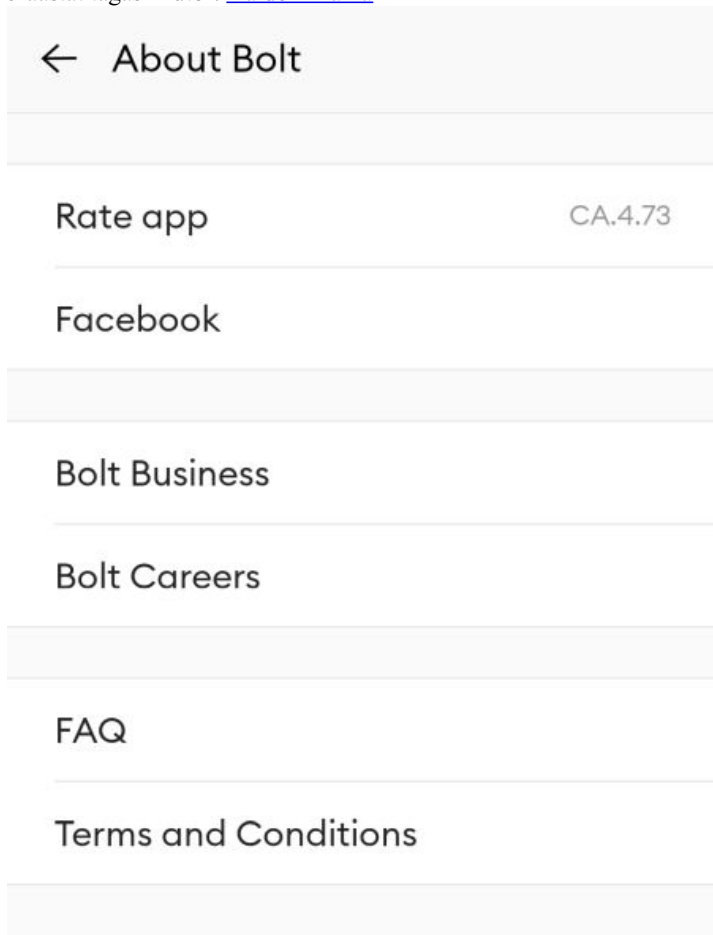 About Bolt
Rate app CA.4.73
Facebook
Bolt Business
Bolt Careers
FAQ
Terms and Conditions